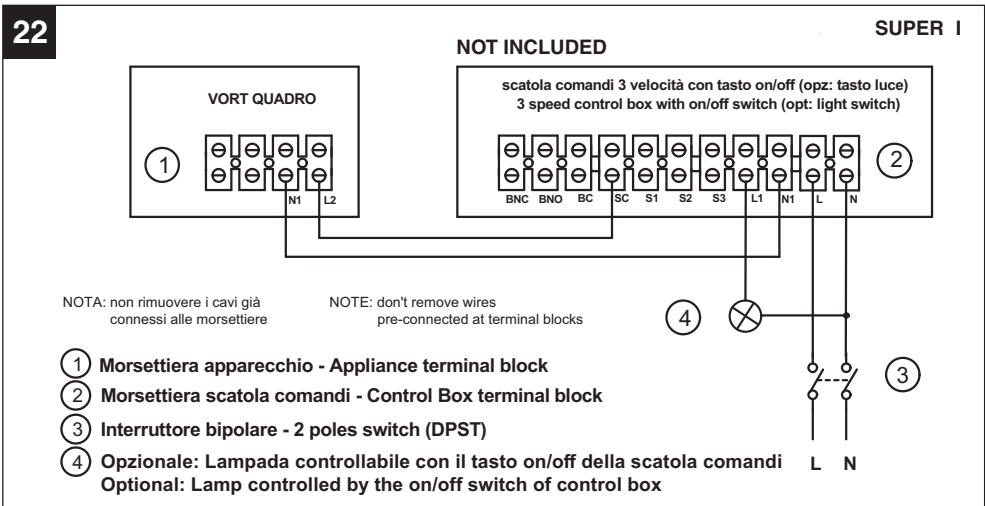 22
SUPER I
NOT INCLUDED
VORT QUADRO
scatola comandi 3 velocità con tasto on/off (opz: tasto luce)
3 speed control box with on/off switch (opt: light switch)
1
2
N1 L2
BNC BNO BC SC S1 S2 S3 L1 N1 L N
NOTA: non rimuovere i cavi già
connessi alle morsettiere
NOTE: don't remove wires
pre-connected at terminal blocks
4
3
1 Morsettiera apparecchio - Appliance terminal block
2 Morsettiera scatola comandi - Control Box terminal block
3 Interruttore bipolare - 2 poles switch (DPST)
4 Opzionale: Lampada controllabile con il tasto on/off della scatola comandi
Optional: Lamp controlled by the on/off switch of control box
L N